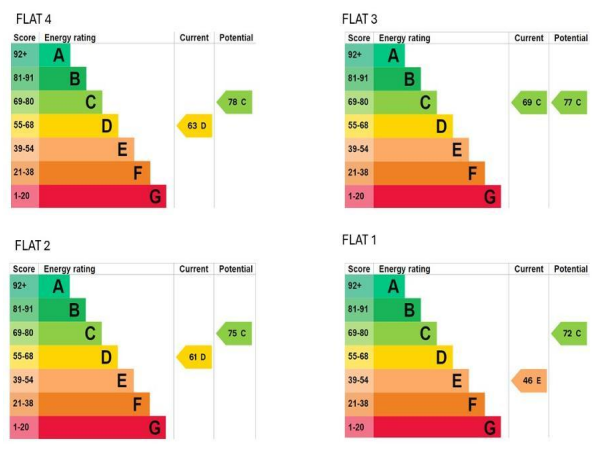 FLAT 4
Score Energy rating Current Potential
92+ A
81-91 B
69-80 C 78 C
55-68 D 63 D
39-54 E
21-38 F
1-20 G
FLAT 3
Score Energy rating Current Potential
92+ A
81-91 B
69-80 C 69 C 77 C
55-68 D
39-54 E
21-38 F
1-20 G
FLAT 2
Score Energy rating Current Potential
92+ A
81-91 B
69-80 C 75 C
55-68 D 61 D
39-54 E
21-38 F
1-20 G
FLAT 1
Score Energy rating Current Potential
92+ A
81-91 B
69-80 C 72 C
55-68 D
39-54 E 46 E
21-38 F
1-20 G